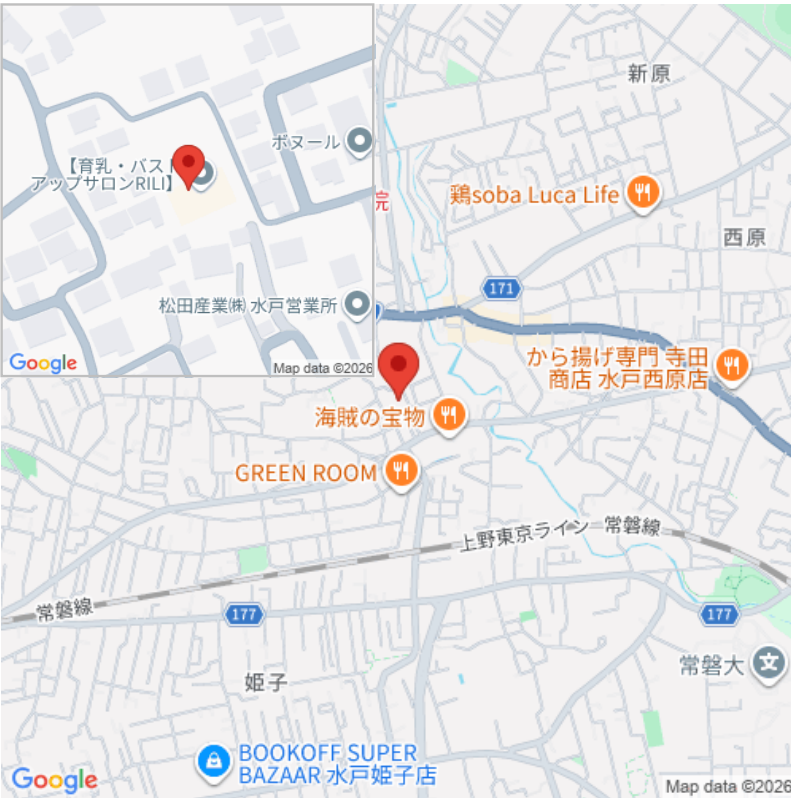 ボヌール
【育乳・バスト
アップサロンRILI】
松田産業㈱ 水戸営業所
Google
Map data ©2026
新原
院
鶏soba Luca Life
西原
171
から揚げ専門 寺田
商店 水戸西原店
海賊の宝物
GREEN ROOM
上野東京ライン 常磐線
常磐線
177
177
常磐大
姫子
BOOKOFF SUPER
BAZAAR 水戸姫子店
Google
Map data ©2026